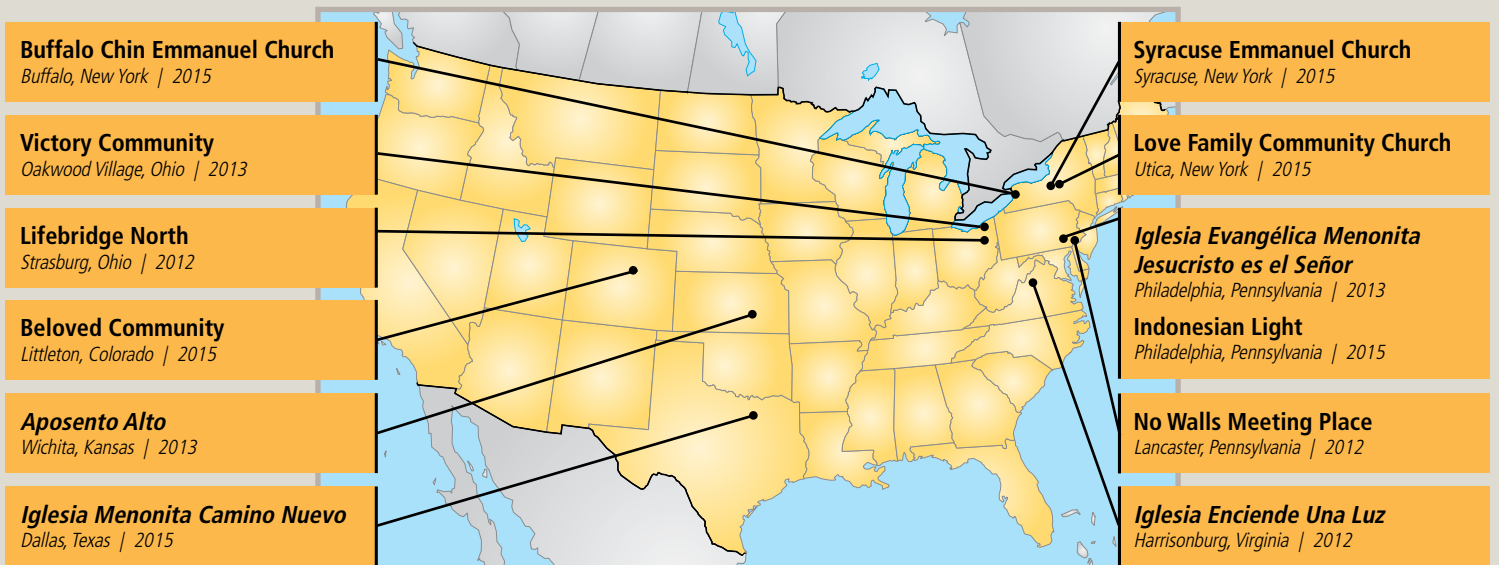 Buffalo Chin Emmanuel Church
Buffalo, New York | 2015
Victory Community
Oakwood Village, Ohio | 2013
Lifebridge North
Strasburg, Ohio | 2012
Beloved Community
Littleton, Colorado | 2015
Aposento Alto
Wichita, Kansas | 2013
Iglesia Menonita Camino Nuevo
Dallas, Texas | 2015
Syracuse Emmanuel Church
Syracuse, New York | 2015
Love Family Community Church
Utica, New York | 2015
Iglesia Evangélica Menonita
Jesucristo es el Señor
Philadelphia, Pennsylvania | 2013
Indonesian Light
Philadelphia, Pennsylvania | 2015
No Walls Meeting Place
Lancaster, Pennsylvania | 2012
Iglesia Enciende Una Luz
Harrisonburg, Virginia | 2012